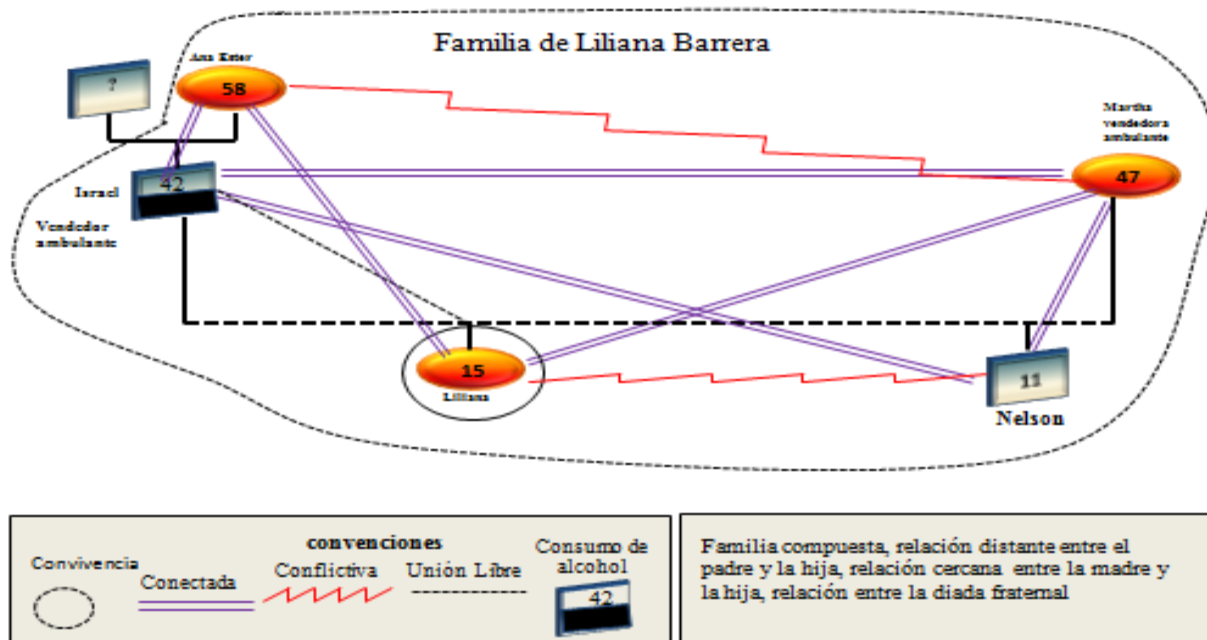 Familia de Liliana Barrera
Ana Ester
?
58
Martha
vendedora
ambulante
47
42
Israel
Vendedor
ambulante
15
Liliana
11
Nelson
convenciones
Convivencia
Conectada
Conflictiva
Unión Libre
Consumo de
alcohol
42
Familia compuesta, relación distante entre el
padre y la hija, relación cercana entre la madre y
la hija, relación entre la diada fraternal